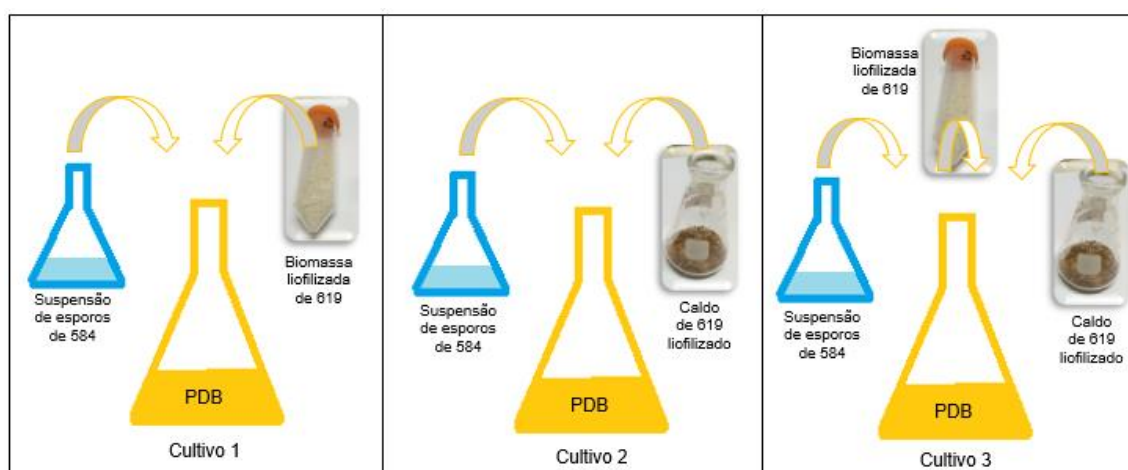 Suspensão
de esporos
de 584
Biomassa
liofilizada
de 619
PDB
Cultivo 1
Suspensão
de esporos
de 584
Caldo
de 619
liofilizado
PDB
Cultivo 2
Biomassa
liofilizada
de 619
Suspensão
de esporos
de 584
Caldo
de 619
liofilizado
PDB
Cultivo 3